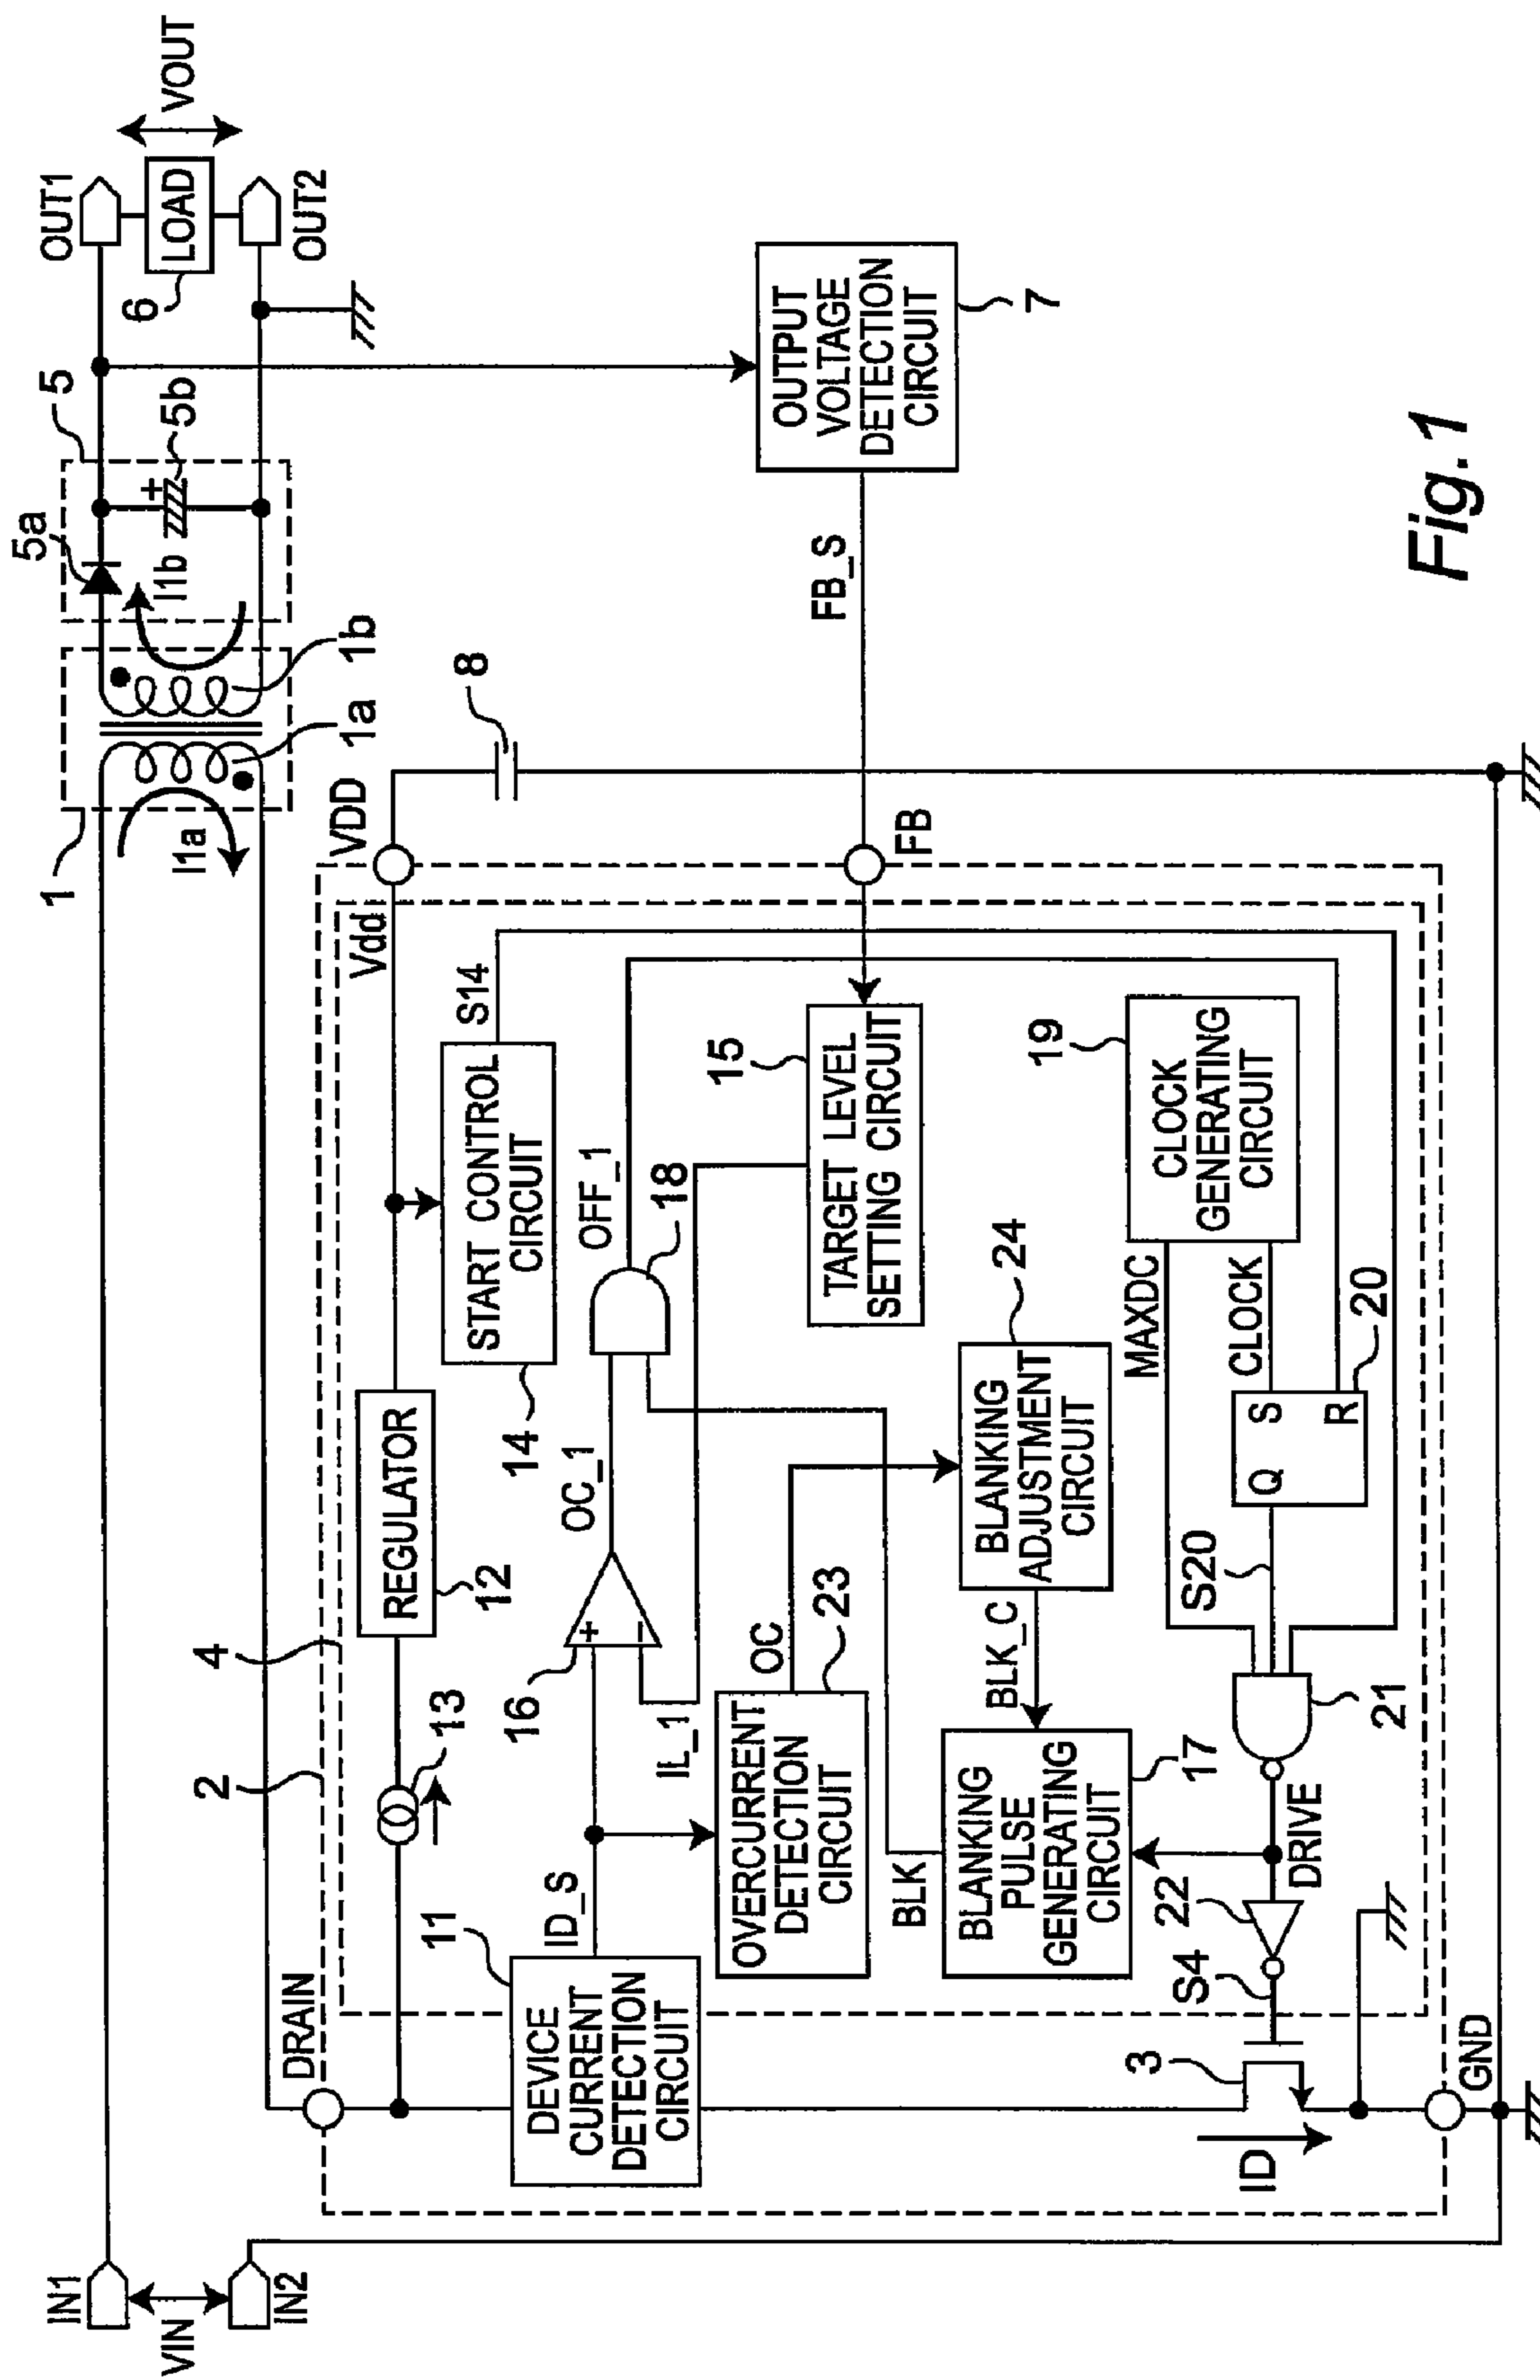 IN1
VIN
IN2
1
I1a
1a
1b
5a
5
I1b
+
5b
6
OUT1
LOAD
VOUT
OUT2
DRAIN
2
4
13
12
REGULATOR
Vdd
VDD
8
14
START CONTROL
CIRCUIT
S14
11
DEVICE
CURRENT
DETECTION
CIRCUIT
ID_S
16
+
−
OC_1
OFF_1
18
IL_1
15
TARGET LEVEL
SETTING CIRCUIT
FB
FB_S
OUTPUT
VOLTAGE
DETECTION
CIRCUIT
7
OVERCURRENT
DETECTION
CIRCUIT
23
OC
24
BLANKING
ADJUSTMENT
CIRCUIT
BLK_C
BLK
BLANKING
PULSE
GENERATING
CIRCUIT
17
19
CLOCK
GENERATING
CIRCUIT
MAXDC
CLOCK
S
Q
R
20
S20
21
DRIVE
22
S4
3
ID
GND
Fig.1